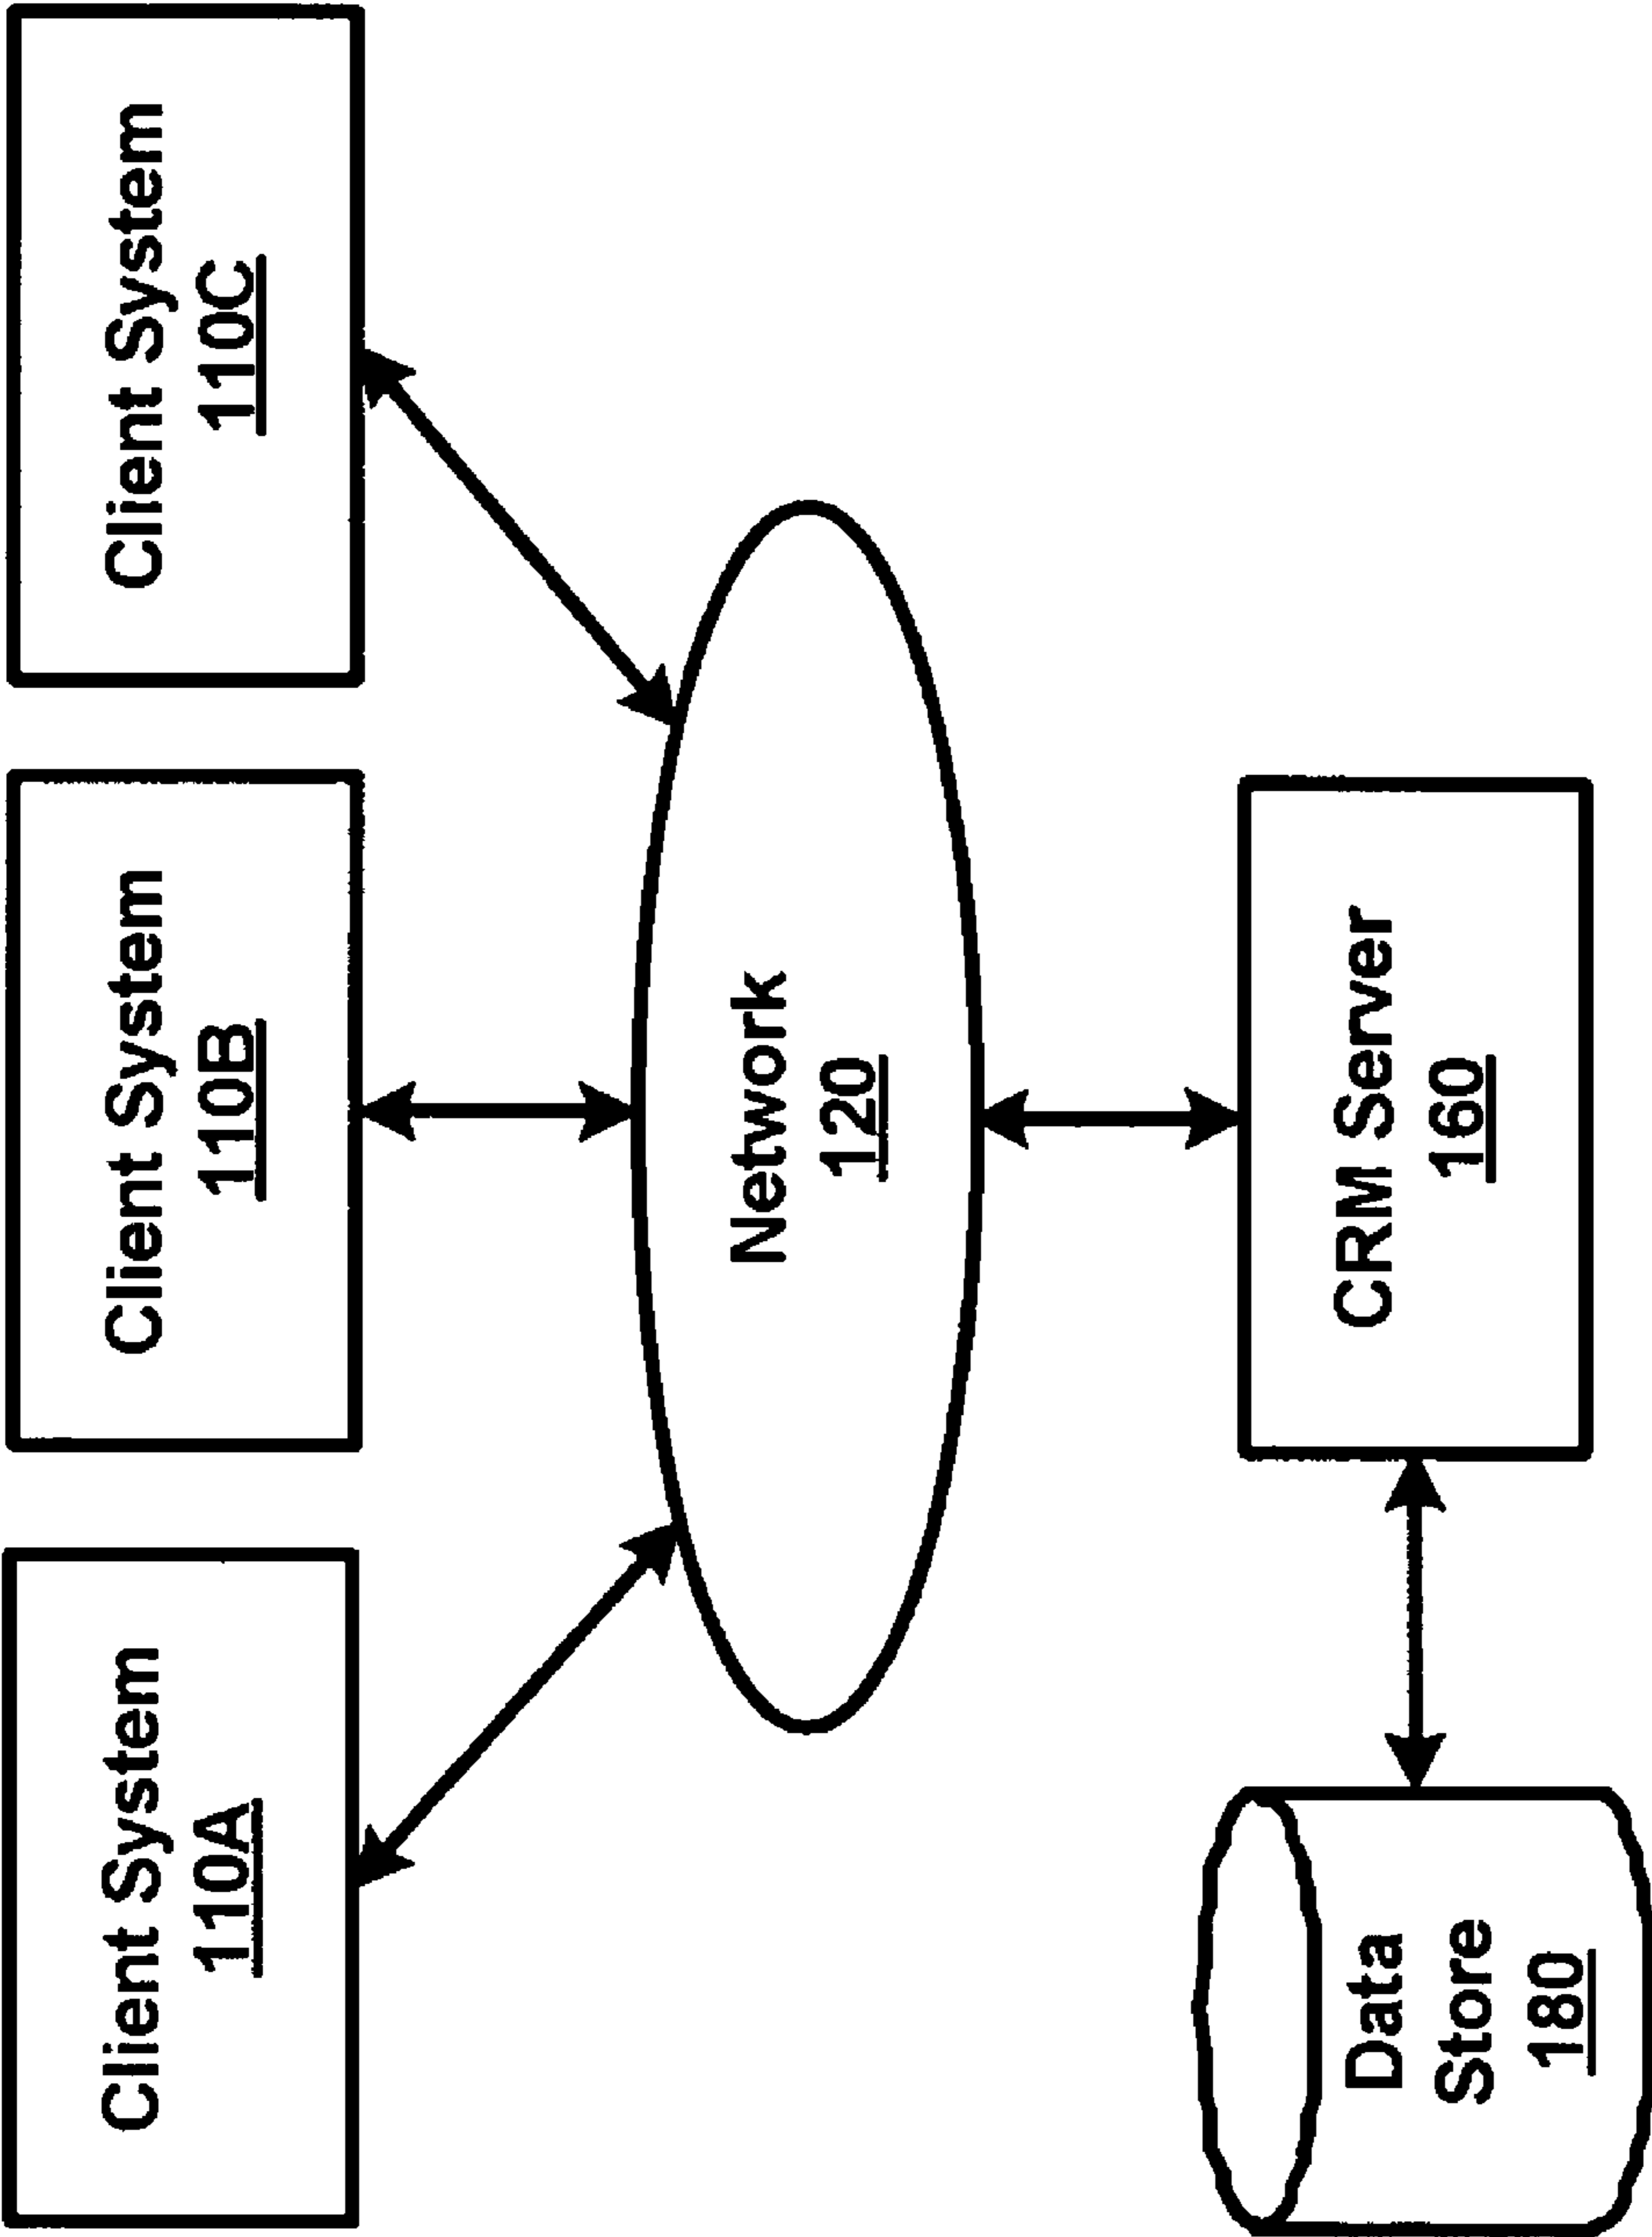 Client System
110A
Client System
110B
Client System
110C
Network
120
Data
Store
180
CRM Server
160